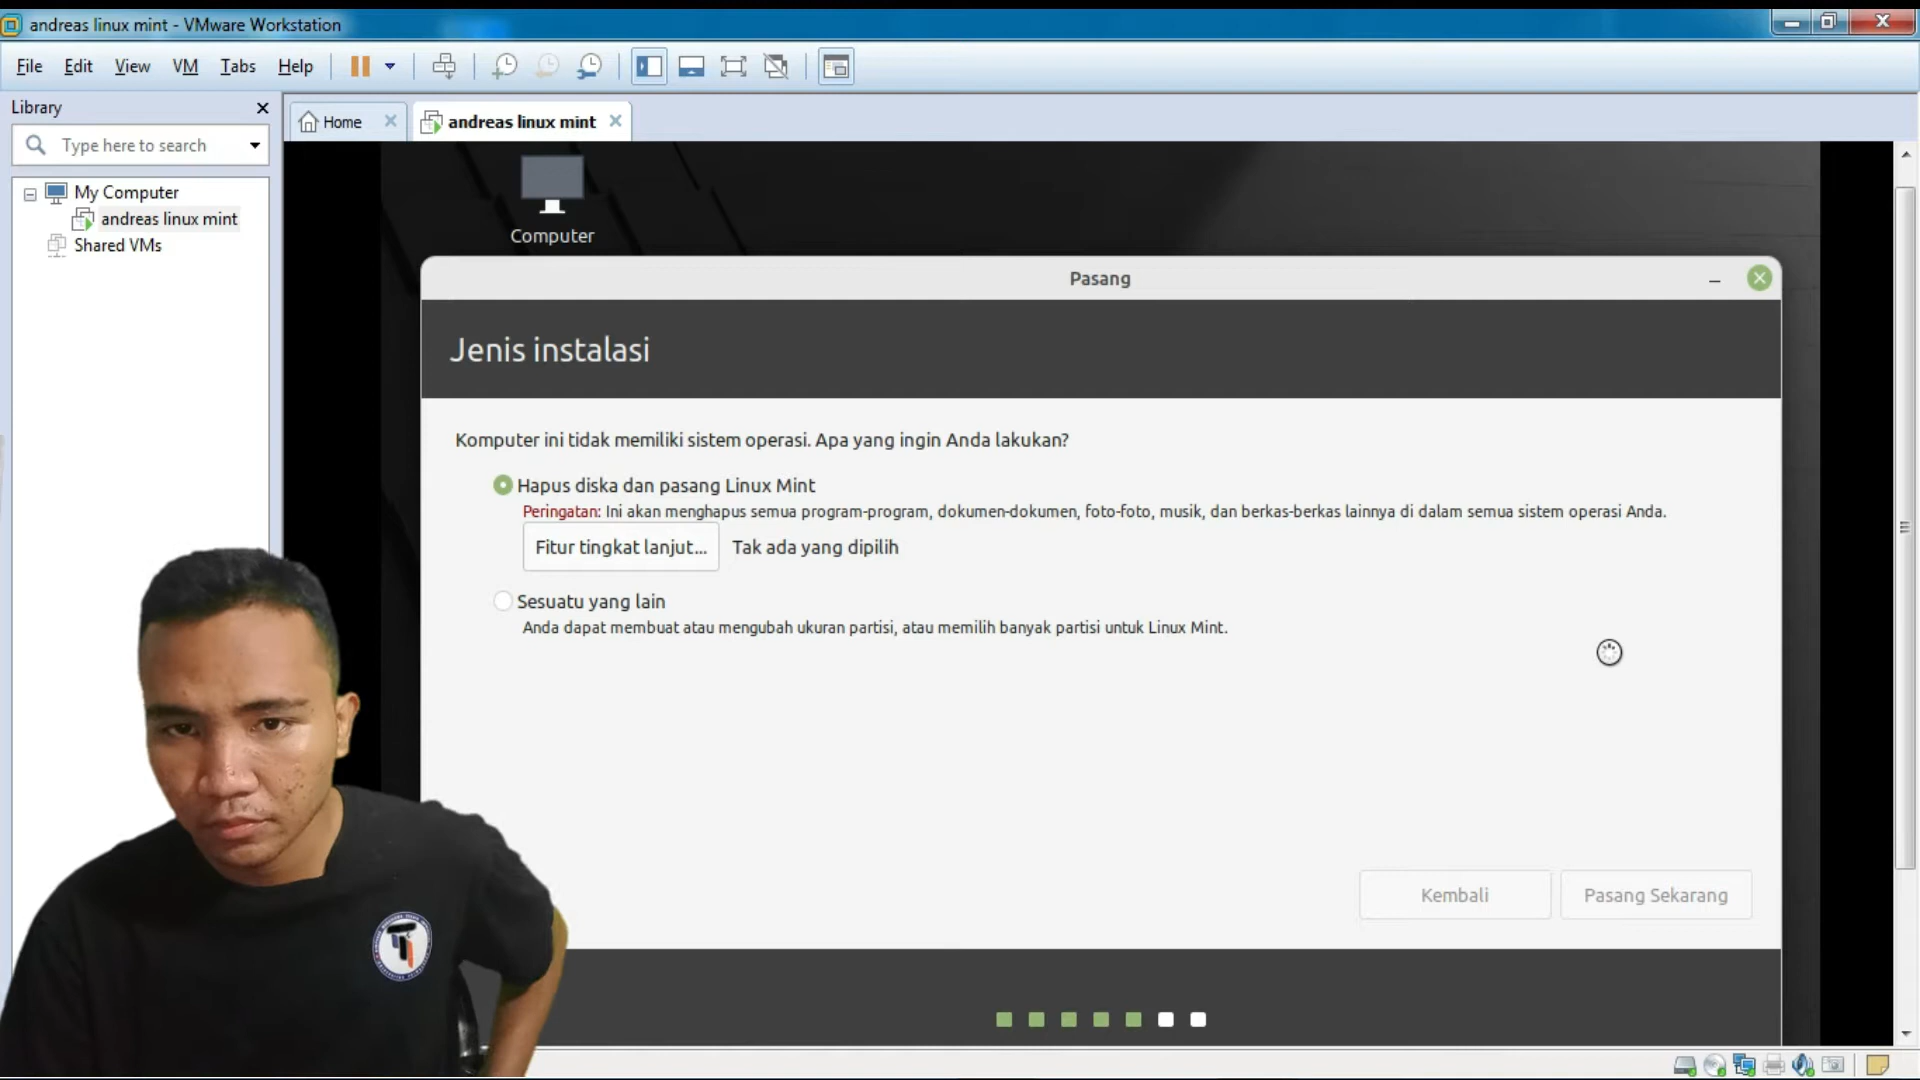 andreas linux mint - VMware Workstation
File Edit View VM Tabs Help
Library
Type here to search
My Computer
andreas linux mint
Shared VMs
Home
andreas linux mint
Computer
Pasang
Jenis instalasi
Komputer ini tidak memiliki sistem operasi. Apa yang ingin Anda lakukan?
Hapus diska dan pasang Linux Mint
Peringatan: Ini akan menghapus semua program-program, dokumen-dokumen, foto-foto, musik, dan berkas-berkas lainnya di dalam semua sistem operasi Anda.
Fitur tingkat lanjut... Tak ada yang dipilih
Sesuatu yang lain
Anda dapat membuat atau mengubah ukuran partisi, atau memilih banyak partisi untuk Linux Mint.
Kembali
Pasang Sekarang